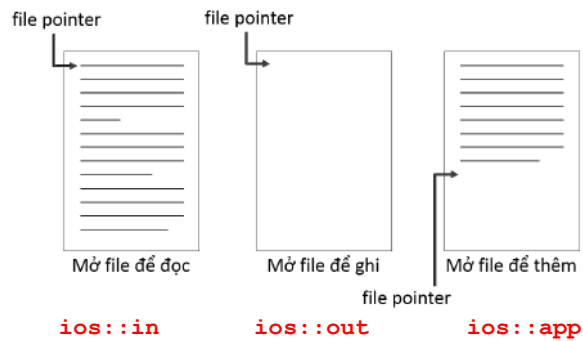 file pointer
file pointer
Mở file để đọc
Mở file để ghi
Mở file để thêm
file pointer
ios::in
ios::out
ios::app